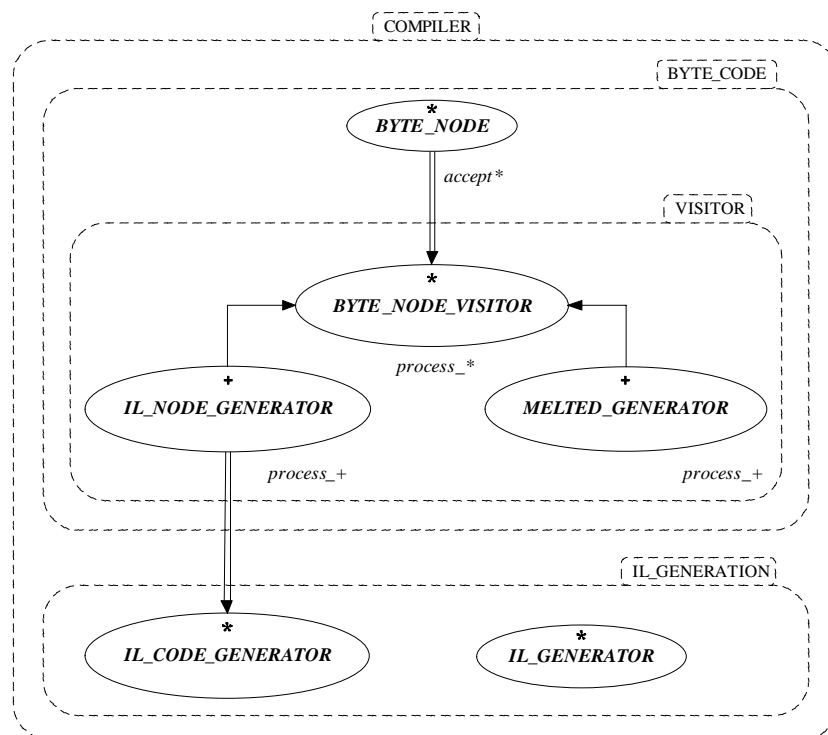 COMPILER
BYTE_CODE
*
BYTE_NODE
accept*
VISITOR
*
BYTE_NODE_VISITOR
process_*
+
IL_NODE_GENERATOR
+
MELTED_GENERATOR
process_+
process_+
IL_GENERATION
*
IL_CODE_GENERATOR
*
IL_GENERATOR